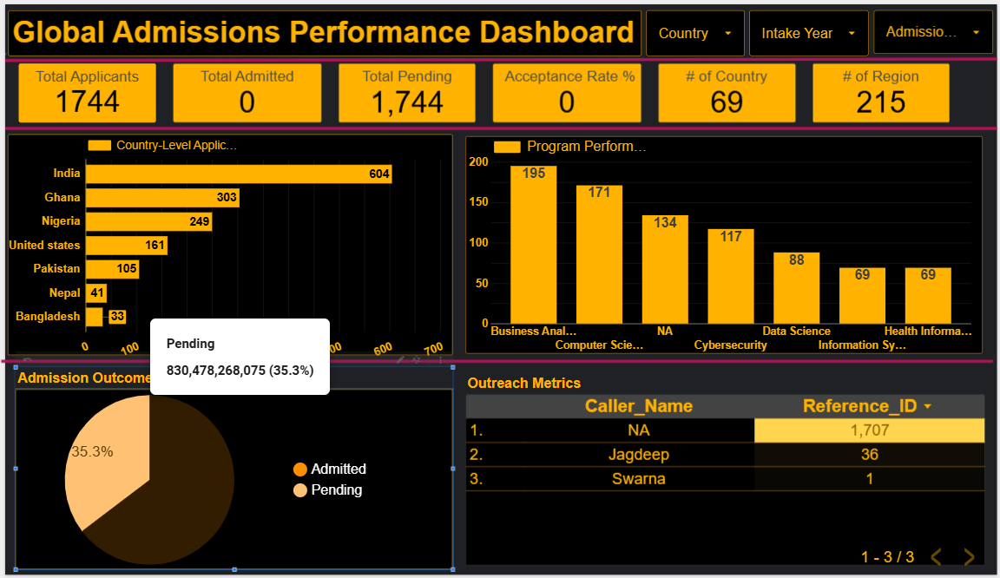 Global Admissions Performance Dashboard
Country
Intake Year
Admissio...
Total Applicants
1744
Total Admitted
0
Total Pending
1,744
Acceptance Rate %
0
# of Country
69
# of Region
215
Country-Level Applic...
India
604
Ghana
303
Nigeria
249
United states
161
Pakistan
105
Nepal
41
Bangladesh
33
0
100
600
700
Program Perform...
200
150
100
50
0
195
171
134
117
88
69
69
Business Anal...
Computer Scie...
NA
Cybersecurity
Data Science
Information Sy...
Health Informa...
Pending
830,478,268,075 (35.3%)
Admission Outcome
35.3%
Admitted
Pending
Outreach Metrics
Caller_Name Reference_ID
1. NA 1,707
2. Jagdeep 36
3. Swarna 1
1 - 3 / 3